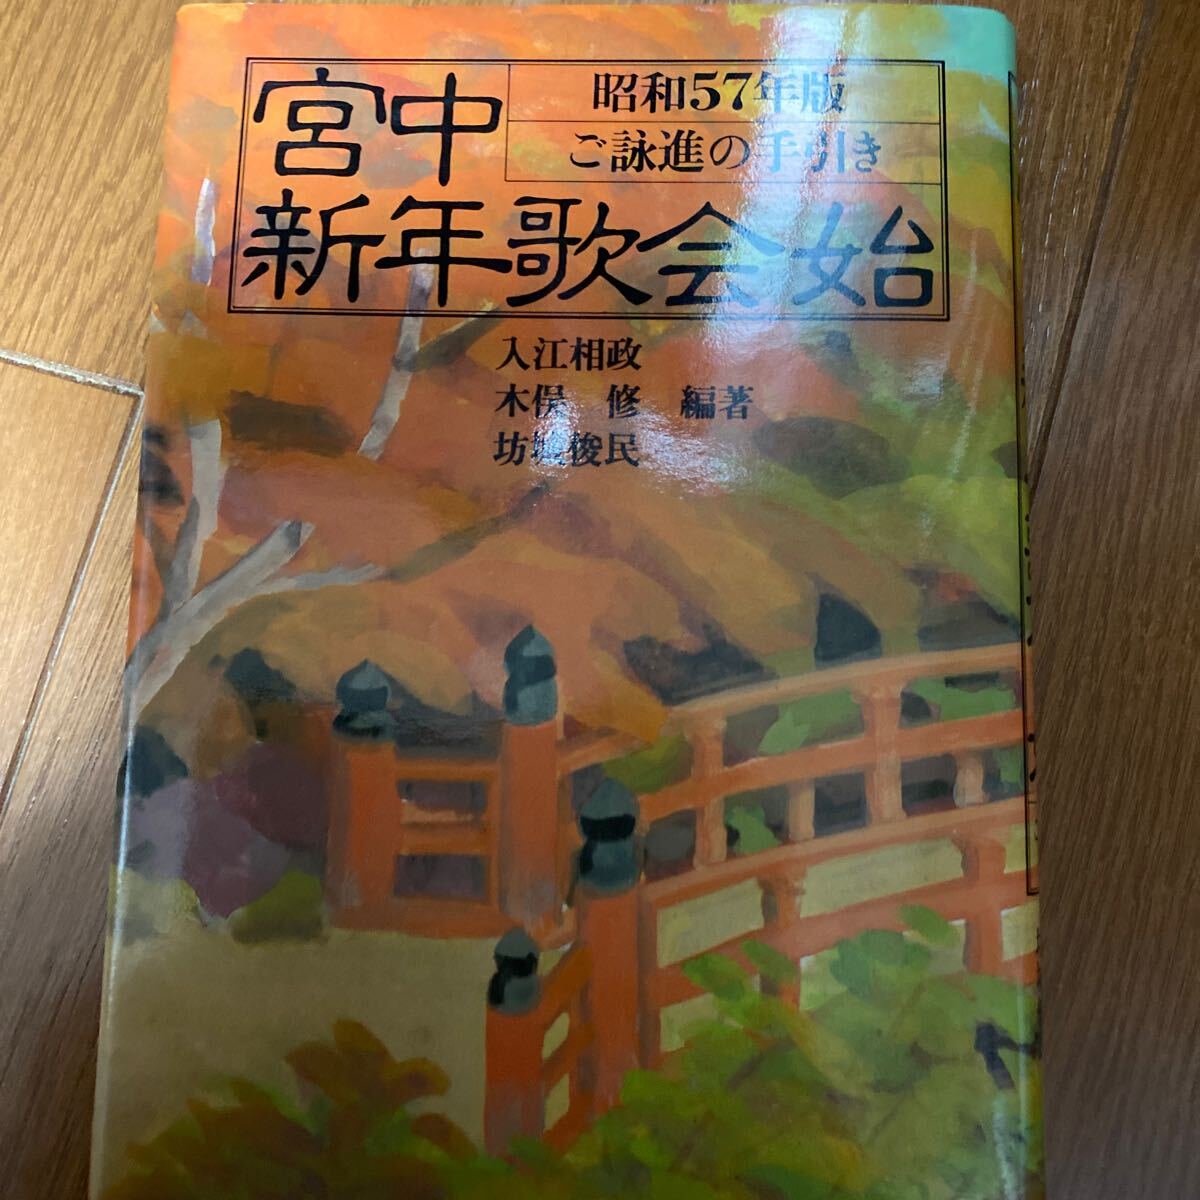 宮中
昭和57年版
ご詠進の手引き
新年歌会始
入江相政
木俣 修 編著
坊城俊民